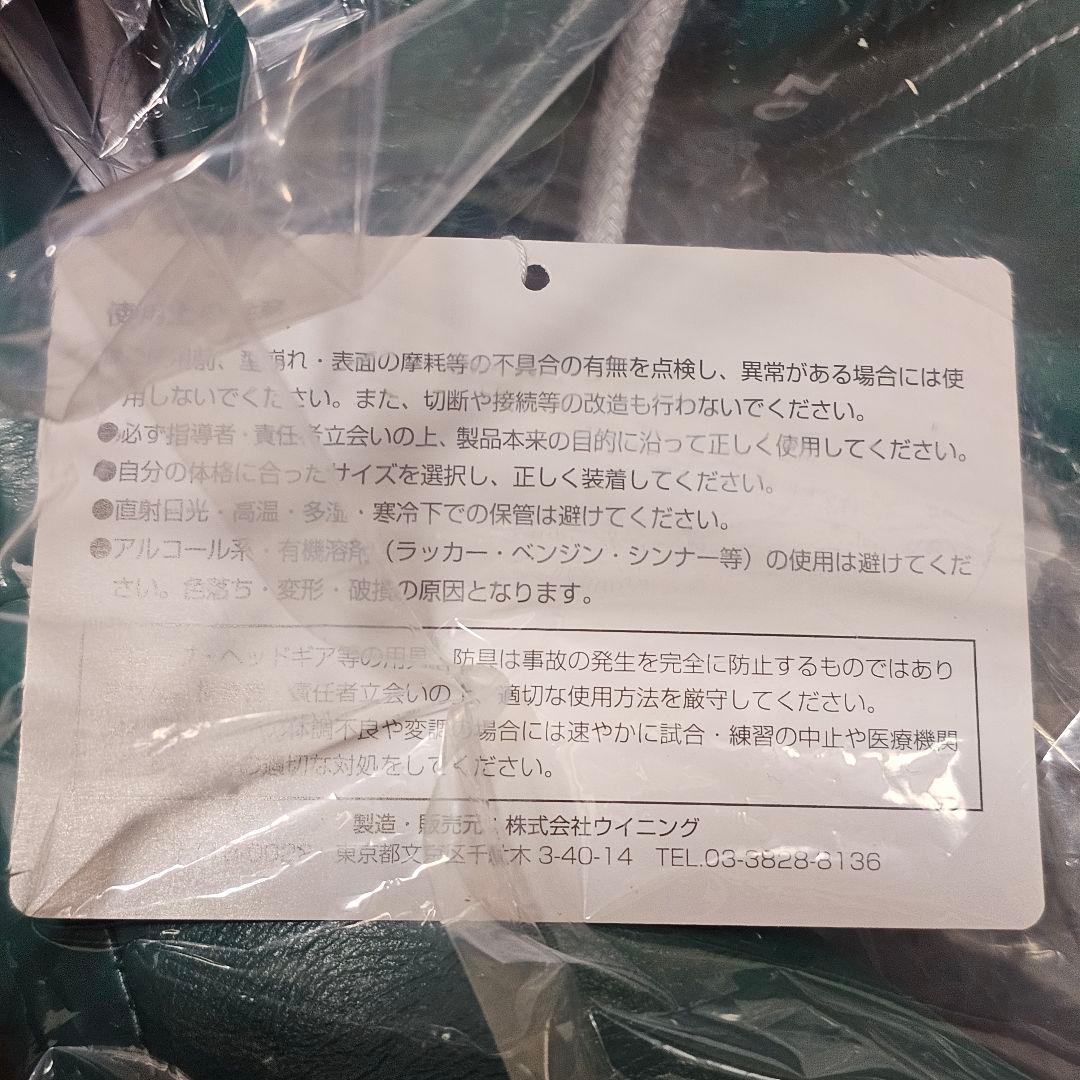 使用上の注意
前、型崩れ・表面の摩耗等の不具合の有無を点検し、異常がある場合には使
用しないでください。また、切断や接続等の改造も行わないでください。
●必ず指導者・責任者立会いの上、製品本来の目的に沿って正しく使用してください。
●自分の体格に合ったサイズを選択し、正しく装着してください。
●直射日光・高温・多湿・寒冷下での保管は避けてください。
●アルコール系・有機溶剤（ラッカー・ベンジン・シンナー等）の使用は避けてくだ
さい。色落ち・変形・破損の原因となります。
ヘッドギア等の用具、防具は事故の発生を完全に防止するものではあり
責任者立会いの上、適切な使用方法を厳守してください。
体調不良や変調の場合には速やかに試合・練習の中止や医療機関
適切な対処をしてください。
製造・販売元：株式会社ウイニング
東京都文京区千駄木 3-40-14 TEL.03-3828-8136